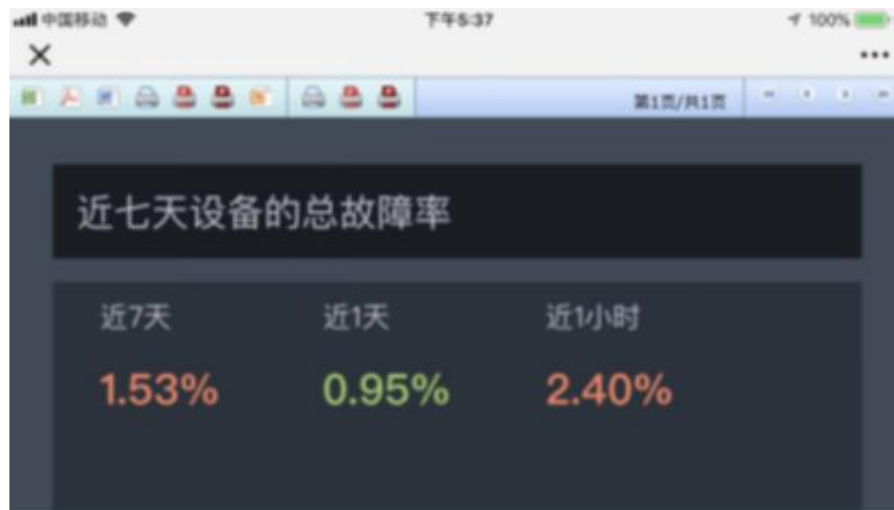 中国移动 下午5:37 100%
第1页/共1页
近七天设备的总故障率
近7天 近1天 近1小时
1.53% 0.95% 2.40%